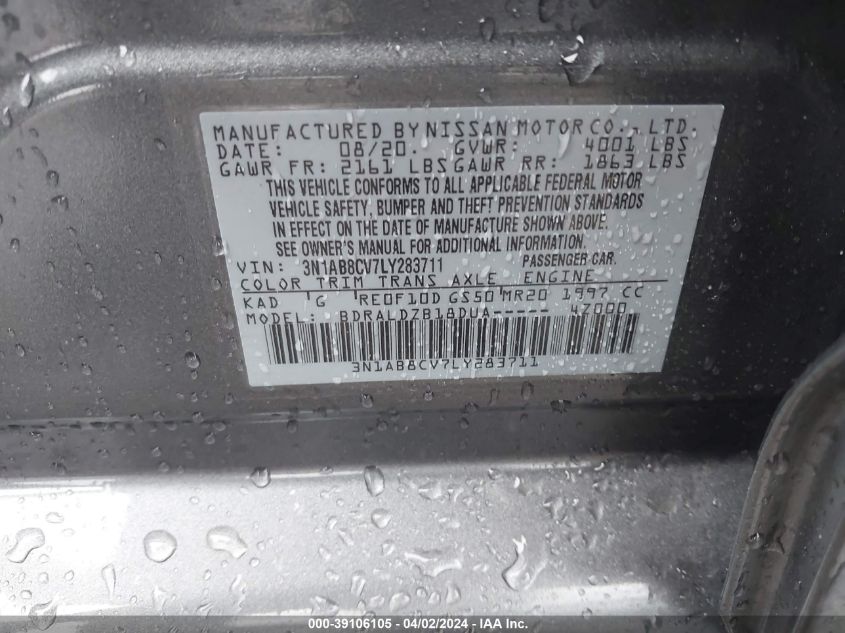 MANUFACTURED BY NISSAN MOTOR CO., LTD.
DATE: 08/20. GVWR: 4001 LBS
GAWR FR: 2161 LBS GAWR RR: 1863 LBS
THIS VEHICLE CONFORMS TO ALL APPLICABLE FEDERAL MOTOR
VEHICLE SAFETY, BUMPER AND THEFT PREVENTION STANDARDS
IN EFFECT ON THE DATE OF MANUFACTURE SHOWN ABOVE.
SEE OWNER'S MANUAL FOR ADDITIONAL INFORMATION.
VIN: 3N1AB8CV7LY283711 PASSENGER CAR.
COLOR TRIM TRANS AXLE ENGINE
KAD G RE0F10D GS50 MR20 1997 CC
MODEL: BDRALDZB18DUA----- 4Z000
3N1AB8CV7LY283711
000-39106105 - 04/02/2024 - IAA Inc.